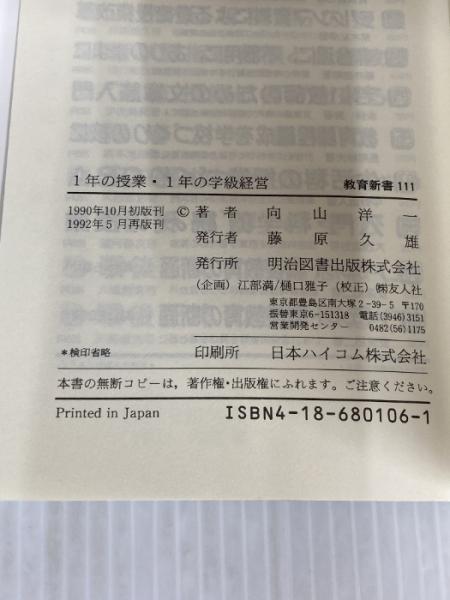 1年の授業・1年の学級経営 教育新書111
1990年10月初版刊 © 著者 向山洋一
1992年5月再版刊 発行者 藤原久雄
発行所 明治図書出版株式会社
(企画) 江部満/樋口雅子 (校正) ㈱友人社
東京都豊島区南大塚2-39-5 〒170
振替東京6-151318 電話(3946)3151
営業開発センター 0482(56)1175
*検印省略 印刷所 日本ハイコム株式会社
本書の無断コピーは,著作権・出版権にふれます。ご注意ください。
Printed in Japan ISBN4-18-680106-1